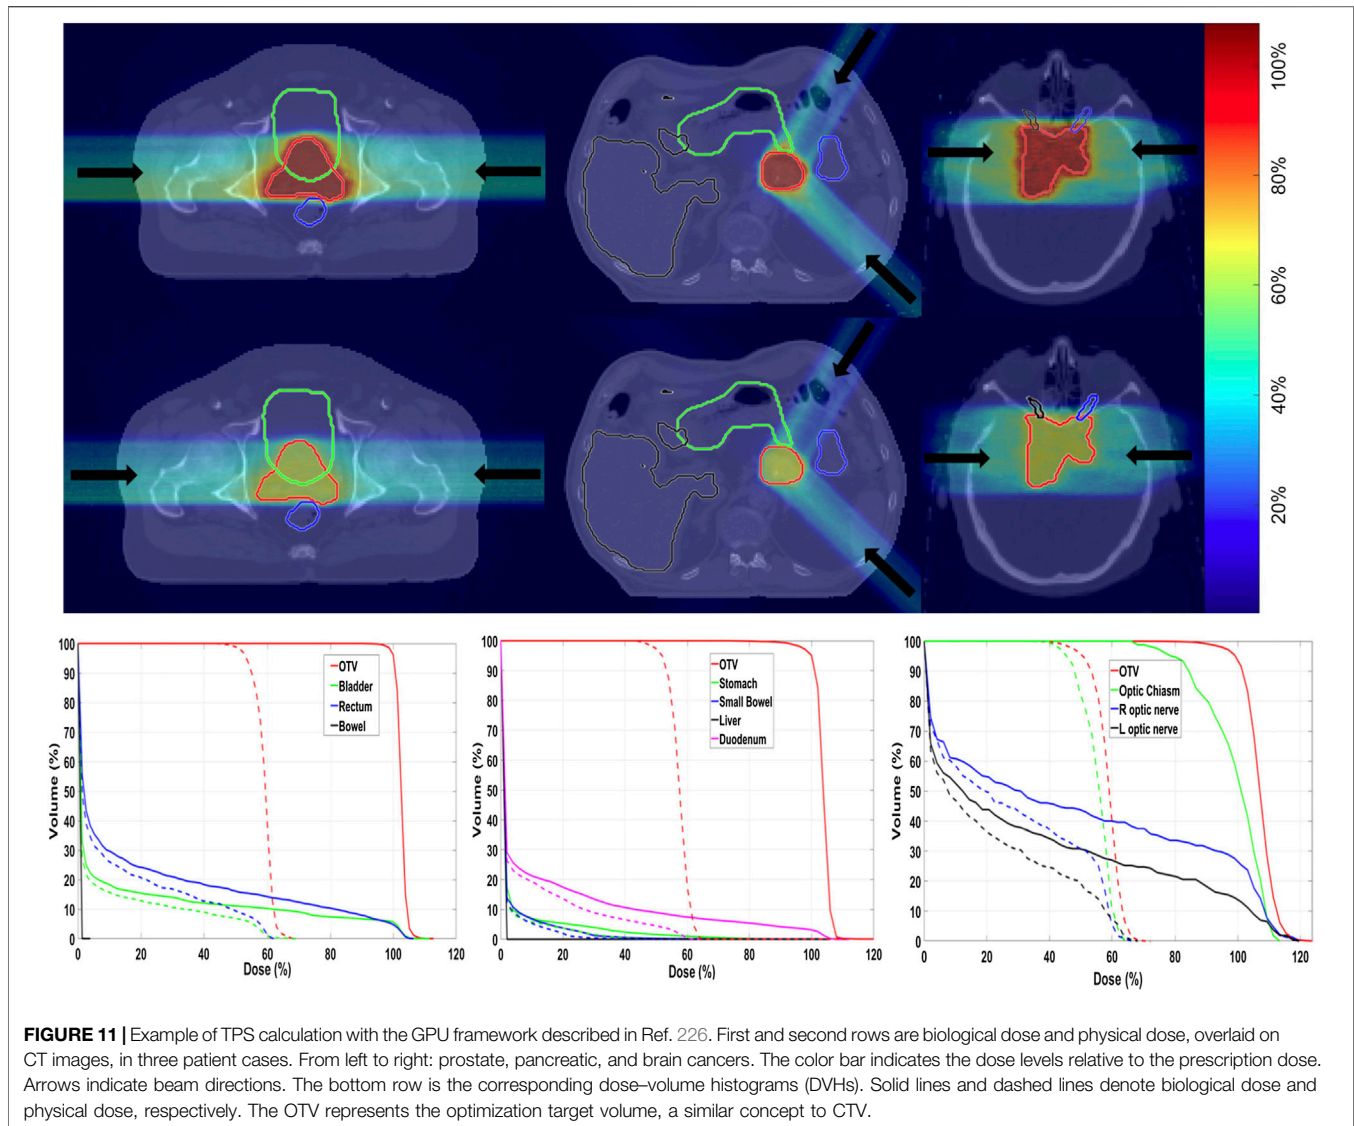 100%
80%
60%
40%
20%
100
90
80
70
60
50
40
30
20
10
0
Volume (%)
OTV
Bladder
Rectum
Bowel
0 20 40 60 80 100 120
Dose (%)
100
90
80
70
60
50
40
30
20
10
0
Volume (%)
OTV
Stomach
Small Bowel
Liver
Duodenum
0 20 40 60 80 100 120
Dose (%)
100
90
80
70
60
50
40
30
20
10
0
Volume (%)
OTV
Optic Chiasm
R optic nerve
L optic nerve
0 20 40 60 80 100 120
Dose (%)
FIGURE 11 | Example of TPS calculation with the GPU framework described in Ref. 226. First and second rows are biological dose and physical dose, overlaid on
CT images, in three patient cases. From left to right: prostate, pancreatic, and brain cancers. The color bar indicates the dose levels relative to the prescription dose.
Arrows indicate beam directions. The bottom row is the corresponding dose–volume histograms (DVHs). Solid lines and dashed lines denote biological dose and
physical dose, respectively. The OTV represents the optimization target volume, a similar concept to CTV.